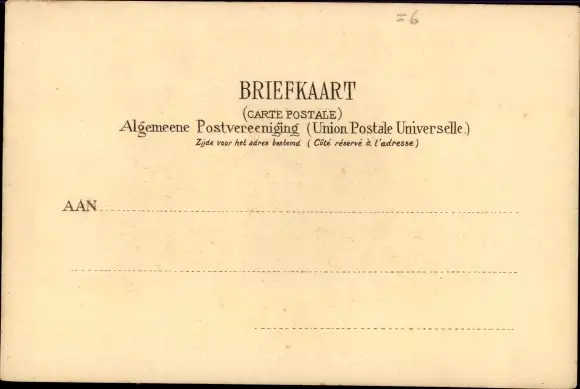 =6
BRIEFKAART
(CARTE POSTALE)
Algemeene Postvereeniging (Union Postale Universelle.)
Zijde voor het adres bestemd. (Côté réservé à l'adresse)
AAN